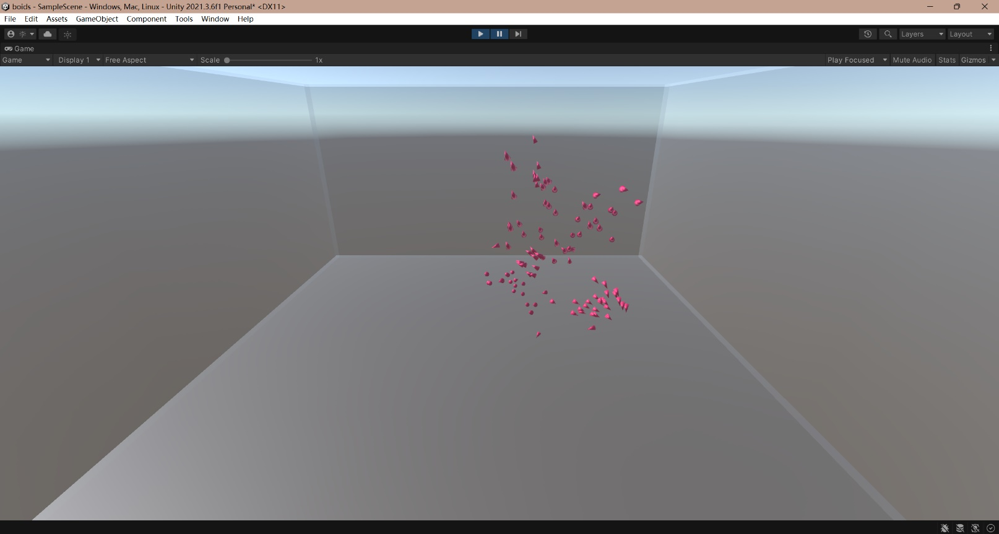 boids - SampleScene - Windows, Mac, Linux - Unity 2021.3.6f1 Personal* <DX11>
File Edit Assets GameObject Component Tools Window Help
Layers Layout
Game
Game Display 1 Free Aspect Scale 1x Play Focused Mute Audio Stats Gizmos